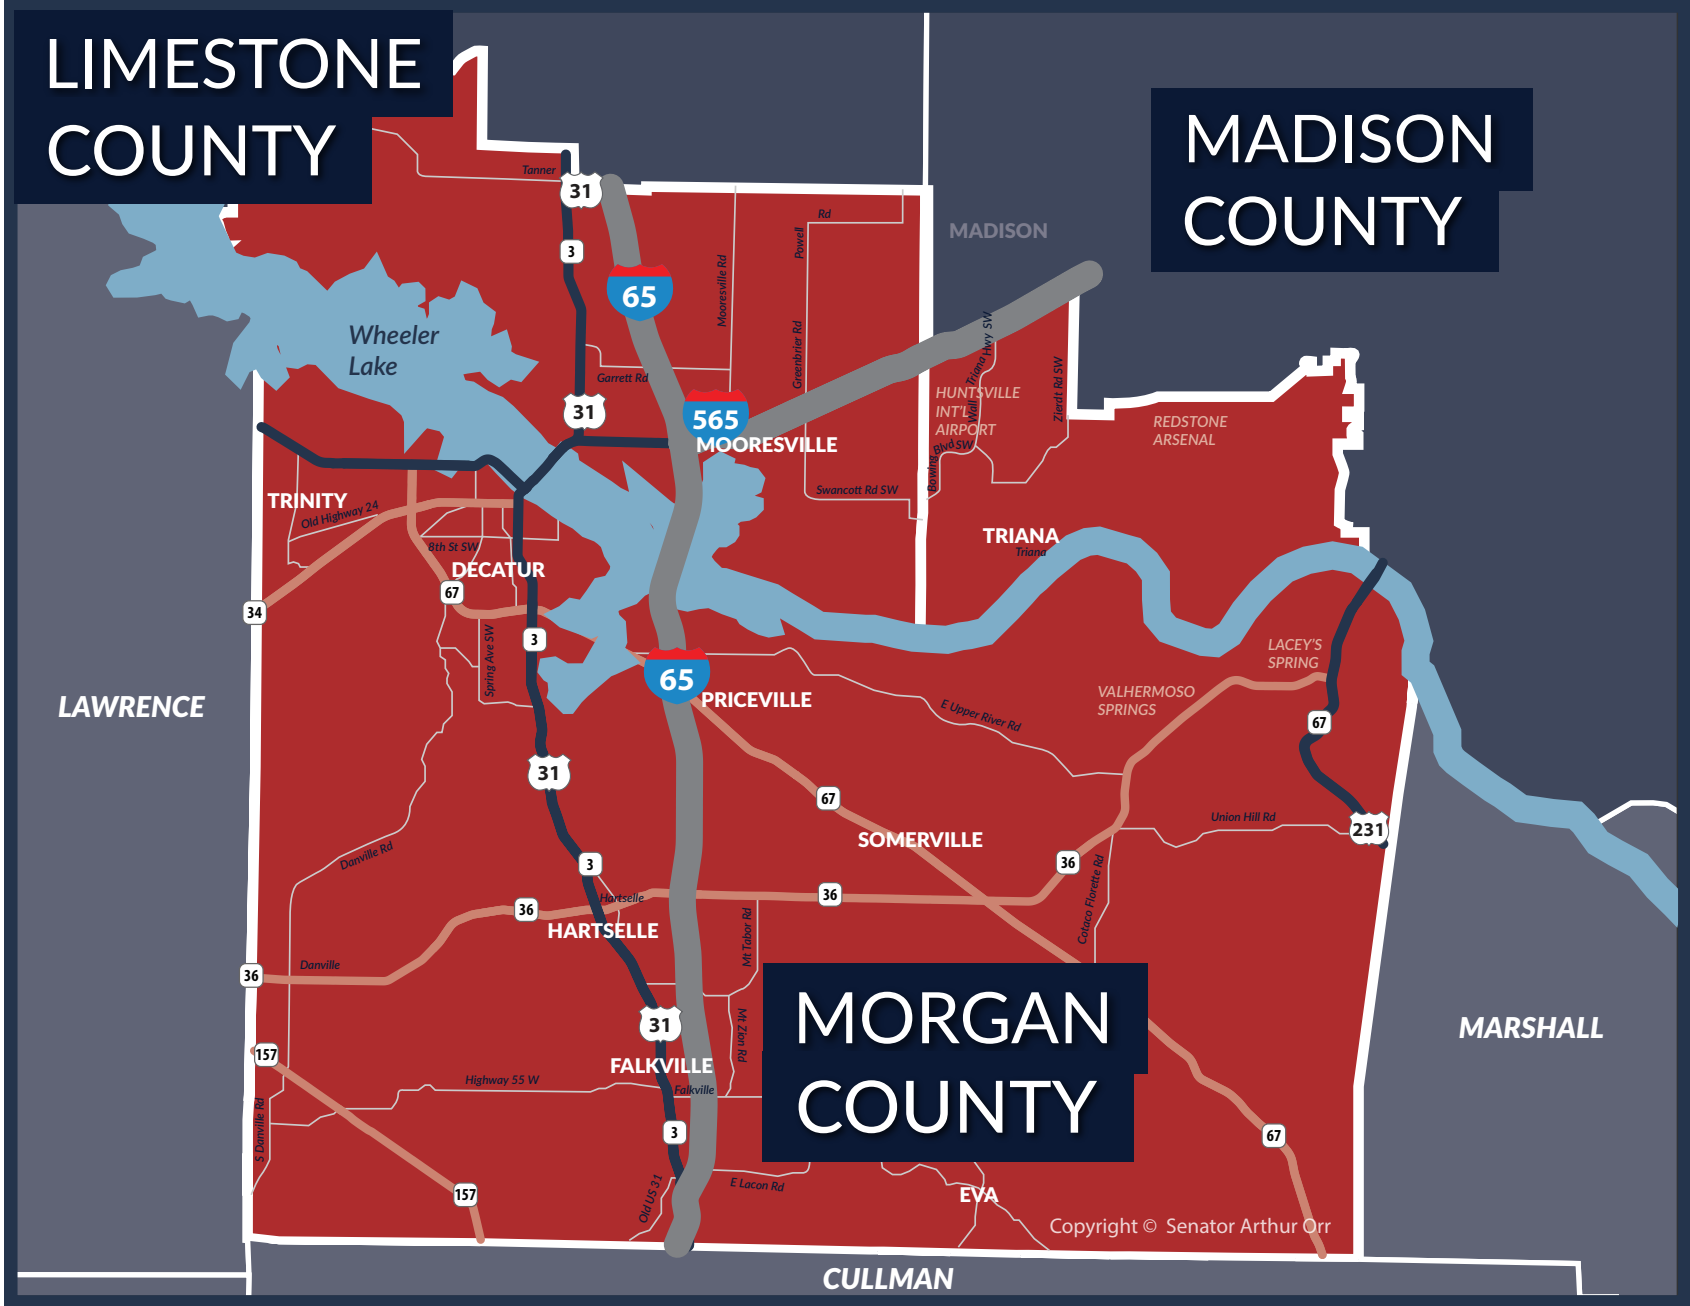 LIMESTONE
COUNTY
MADISON
COUNTY
Tanner
31
3
Rd
Powell
MADISON
65
Mooresville Rd
Greenbrier Rd
Wheeler
Lake
Garrett Rd
31
565
MOORESVILLE
Triana Hwy SW
Wall
Zierdt Rd SW
HUNTSVILLE
INT'L
AIRPORT
REDSTONE
ARSENAL
Bowing Blvd SW
Swancott Rd SW
TRINITY
Old Highway 24
8th St SW
DECATUR
TRIANA
Triana
67
34
3
Spring Ave SW
LACEY'S
SPRING
65
PRICEVILLE
VALHERMOSO
SPRINGS
LAWRENCE
E Upper River Rd
67
31
67
Union Hill Rd
231
SOMERVILLE
Danville Rd
3
36
36
36
Hartselle
HARTSELLE
Mt Tabor Rd
Cotaco Florette Rd
36
Danville
MORGAN
COUNTY
31
Mt Zion Rd
MARSHALL
157
FALKVILLE
Highway 55 W
Falkville
S Danville Rd
3
67
157
Old US 31
E Lacon Rd
EVA
Copyright © Senator Arthur Orr
CULLMAN